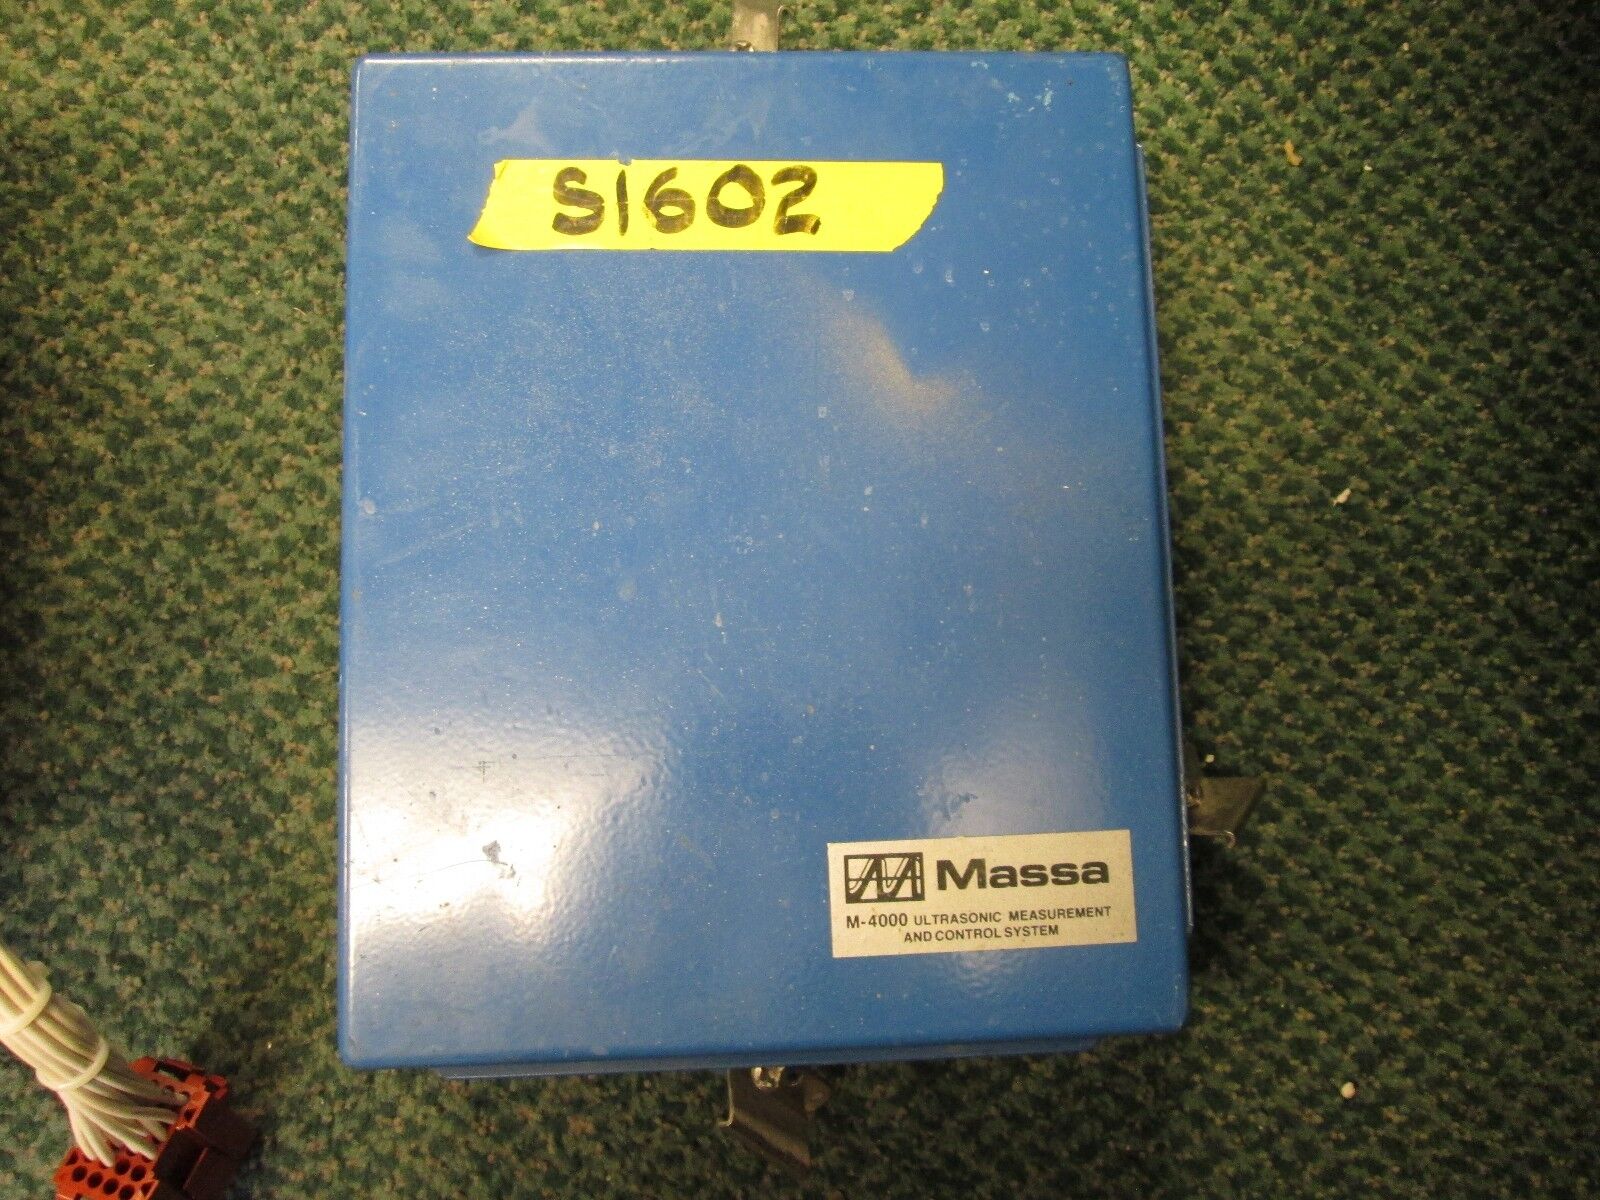 S1602
Massa
M-4000 ULTRASONIC MEASUREMENT
AND CONTROL SYSTEM